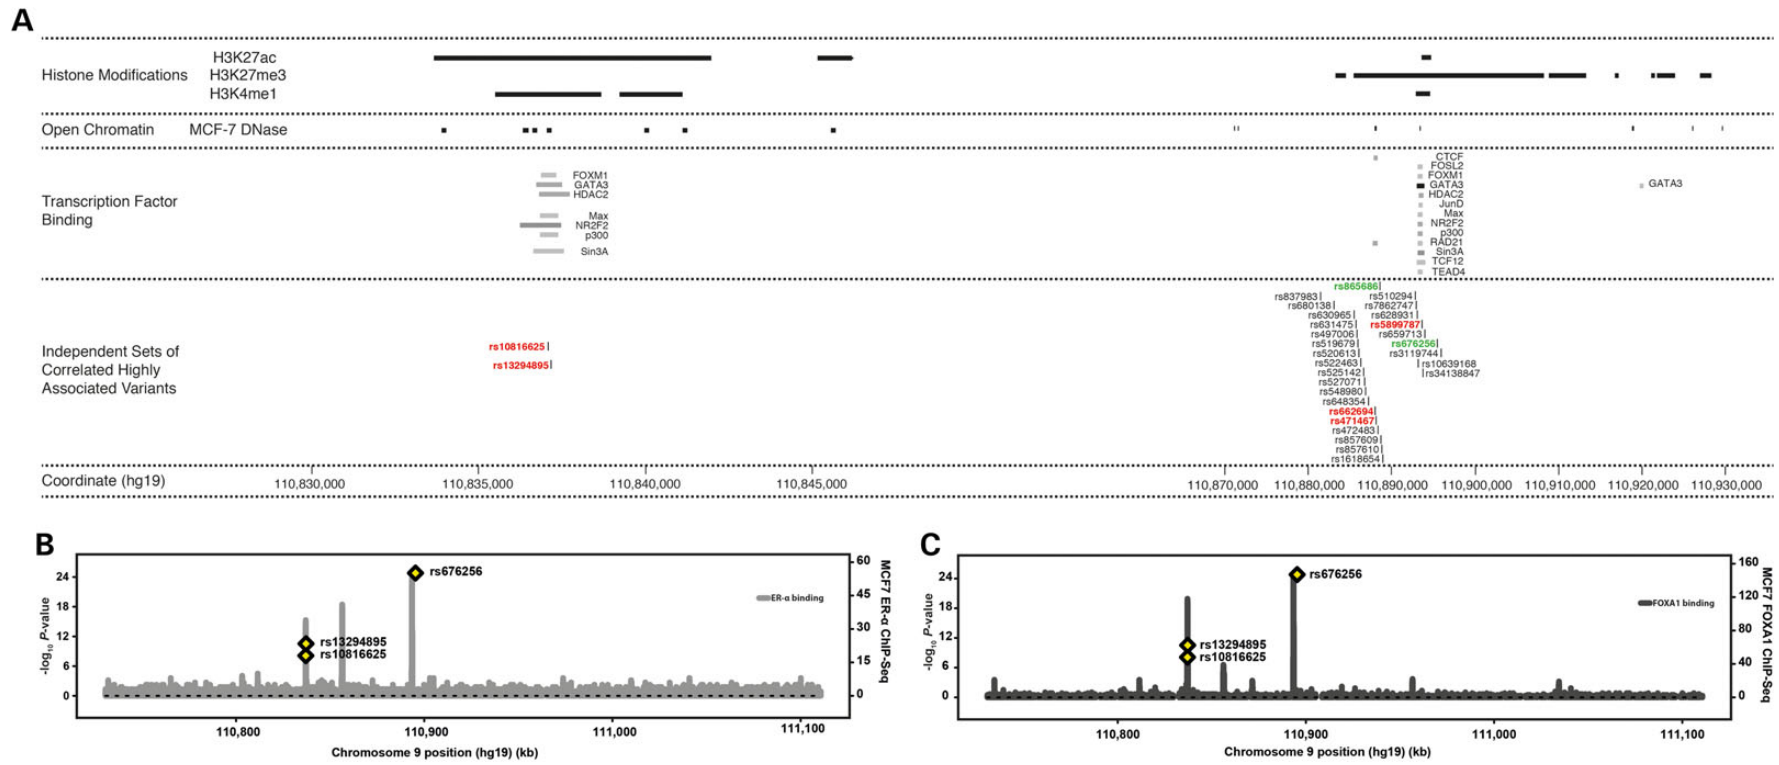 A
Histone Modifications
H3K27ac
H3K27me3
H3K4me1
Open Chromatin
MCF-7 DNase
Transcription Factor
Binding
FOXM1
GATA3
HDAC2
Max
NR2F2
p300
Sin3A
CTCF
FOSL2
FOXM1
GATA3
HDAC2
JunD
Max
NR2F2
p300
RAD21
Sin3A
TCF12
TEAD4
GATA3
Independent Sets of
Correlated Highly
Associated Variants
rs10816625
rs13294895
rs865686
rs837983
rs680138
rs630965
rs631475
rs497006
rs519679
rs520613
rs522463
rs525142
rs527071
rs548980
rs648354
rs662694
rs471467
rs472483
rs857609
rs857610
rs1618654
rs510294
rs7862747
rs628931
rs5899787
rs659713
rs676256
rs3119744
rs10639168
rs34138847
Coordinate (hg19)
110,830,000 110,835,000 110,840,000 110,845,000 110,870,000 110,880,000 110,890,000 110,900,000 110,910,000 110,920,000 110,930,000
B
-log10 P-value
24
18
12
6
0
rs676256
rs13294895
rs10816625
ER-α binding
60
45
30
15
0
MCF7 ER-α ChIP-Seq
110,800 110,900 111,000 111,100
Chromosome 9 position (hg19) (kb)
C
-log10 P-value
24
18
12
6
0
rs676256
rs13294895
rs10816625
FOXA1 binding
160
120
80
40
0
MCF7 FOXA1 ChIP-Seq
110,800 110,900 111,000 111,100
Chromosome 9 position (hg19) (kb)